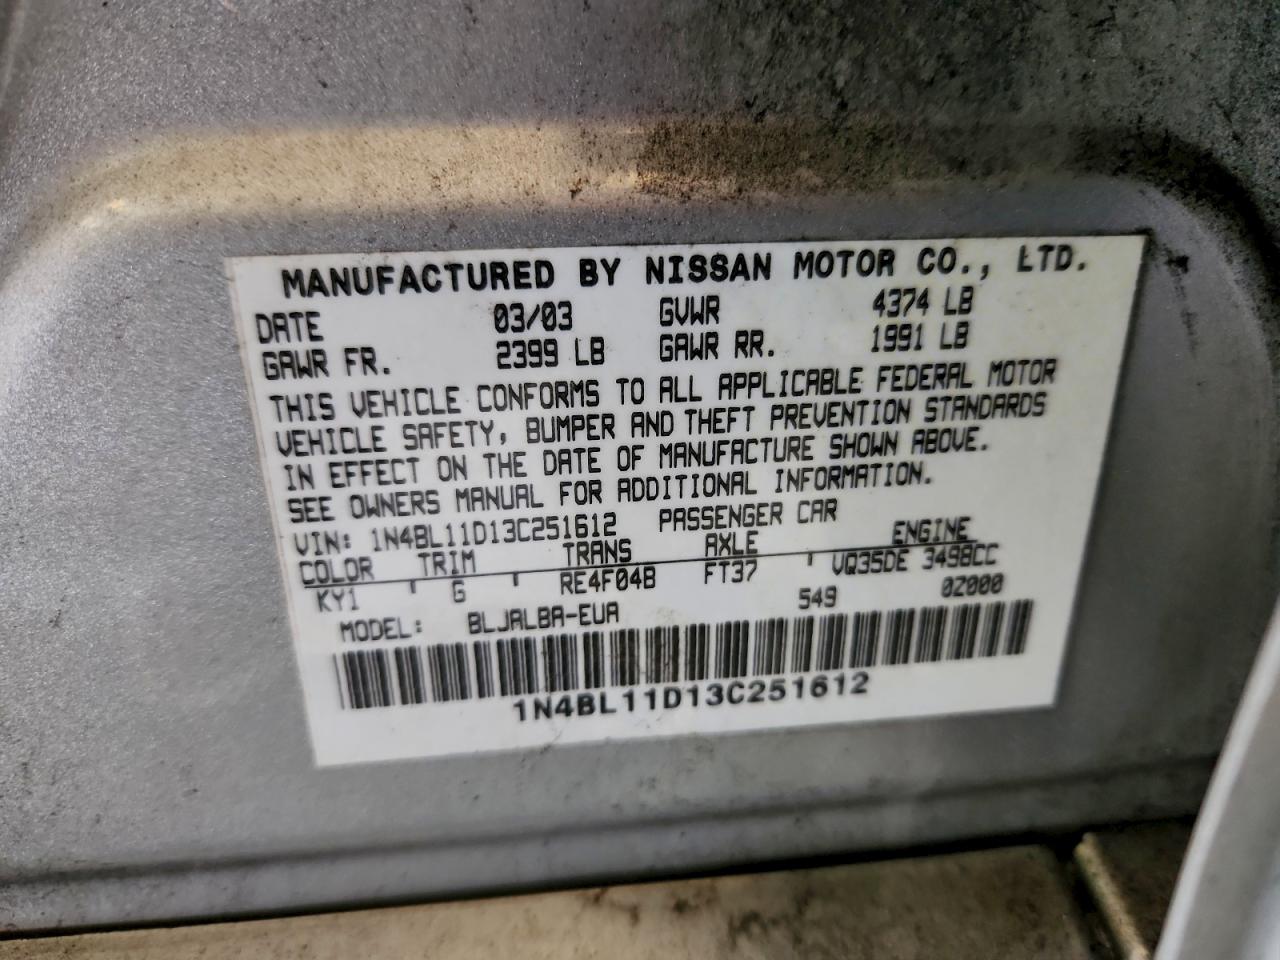 MANUFACTURED BY NISSAN MOTOR CO., LTD.
DATE 03/03 GVWR 4374 LB
GAWR FR. 2399 LB GAWR RR. 1991 LB
THIS VEHICLE CONFORMS TO ALL APPLICABLE FEDERAL MOTOR
VEHICLE SAFETY, BUMPER AND THEFT PREVENTION STANDARDS
IN EFFECT ON THE DATE OF MANUFACTURE SHOWN ABOVE.
SEE OWNERS MANUAL FOR ADDITIONAL INFORMATION.
VIN: 1N4BL11D13C251612 PASSENGER CAR
COLOR TRIM TRANS AXLE ENGINE
KY1 G RE4F04B FT37 VQ35DE 3498CC
MODEL: BLJALBA-EUA 549 0Z000
1N4BL11D13C251612